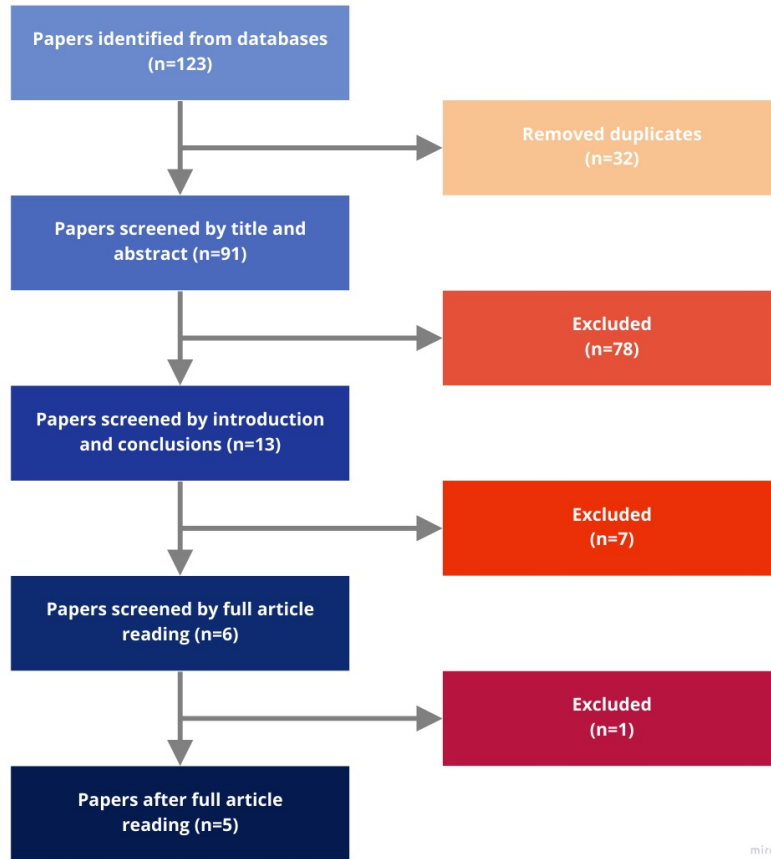 Papers identified from databases
(n=123)
Removed duplicates
(n=32)
Papers screened by title and
abstract (n=91)
Excluded
(n=78)
Papers screened by introduction
and conclusions (n=13)
Excluded
(n=7)
Papers screened by full article
reading (n=6)
Excluded
(n=1)
Papers after full article
reading (n=5)